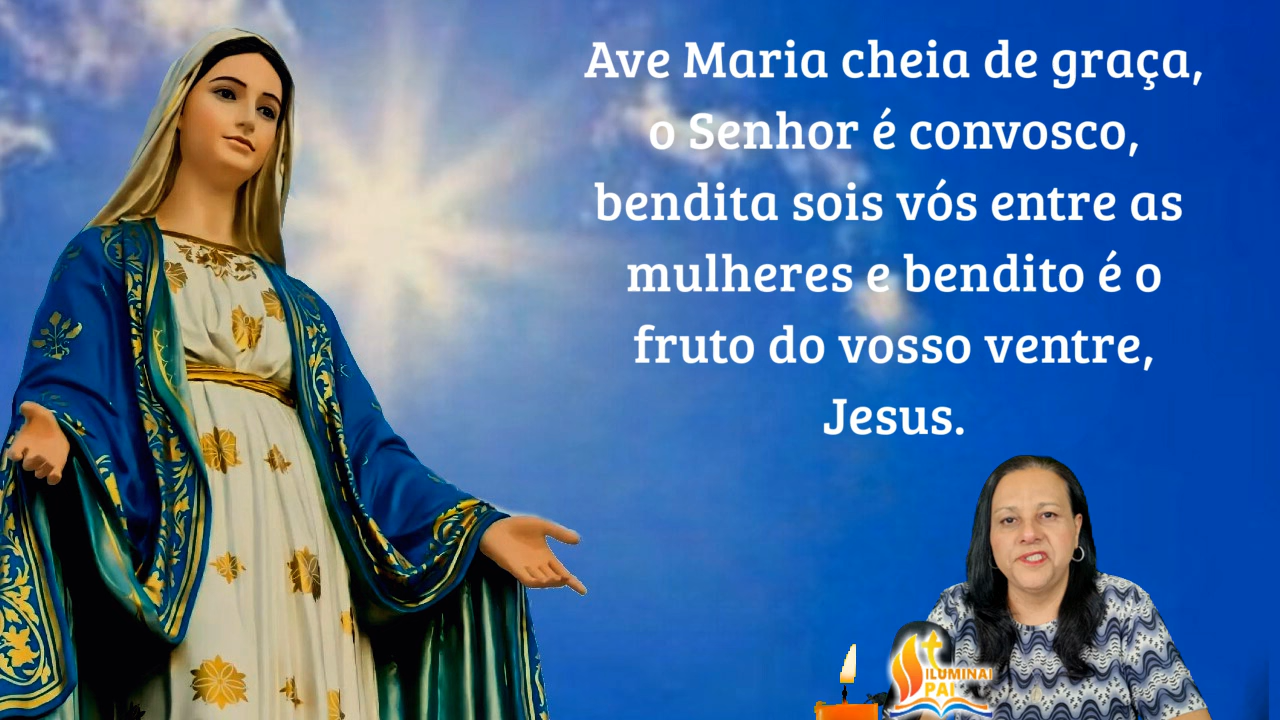 Ave Maria cheia de graça,
o Senhor é convosco,
bendita sois vós entre as
mulheres e bendito é o
fruto do vosso ventre,
Jesus.
ILUMINAI
PAI